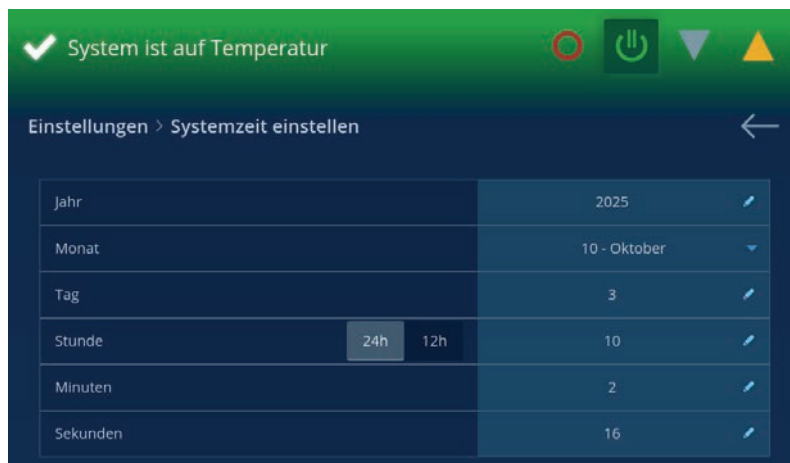 System ist auf Temperatur
Einstellungen > Systemzeit einstellen
Jahr 2025
Monat 10 - Oktober
Tag 3
Stunde 24h 12h 10
Minuten 2
Sekunden 16